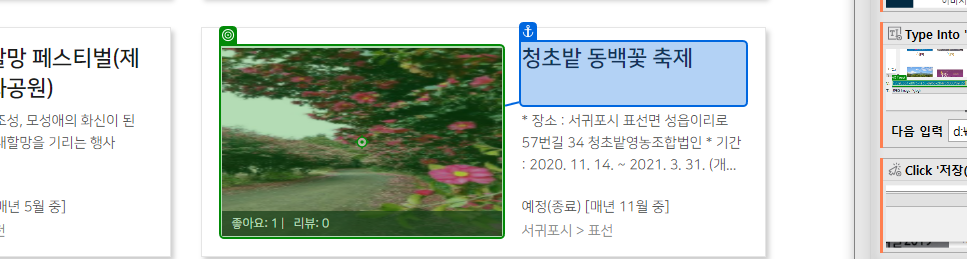 할망 페스티벌(제
공원)
조성, 모성애의 화신이 된
대할망을 기리는 행사
매년 5월 중]
청초밭 동백꽃 축제
* 장소 : 서귀포시 표선면 성읍이리로
57번길 34 청초밭영농조합법인 * 기간
: 2020. 11. 14. ~ 2021. 3. 31. (개...
예정(종료) [매년 11월 중]
서귀포시 > 표선
좋아요: 1 | 리뷰: 0
Type Into '
다음 입력
d:\
Click '저장(